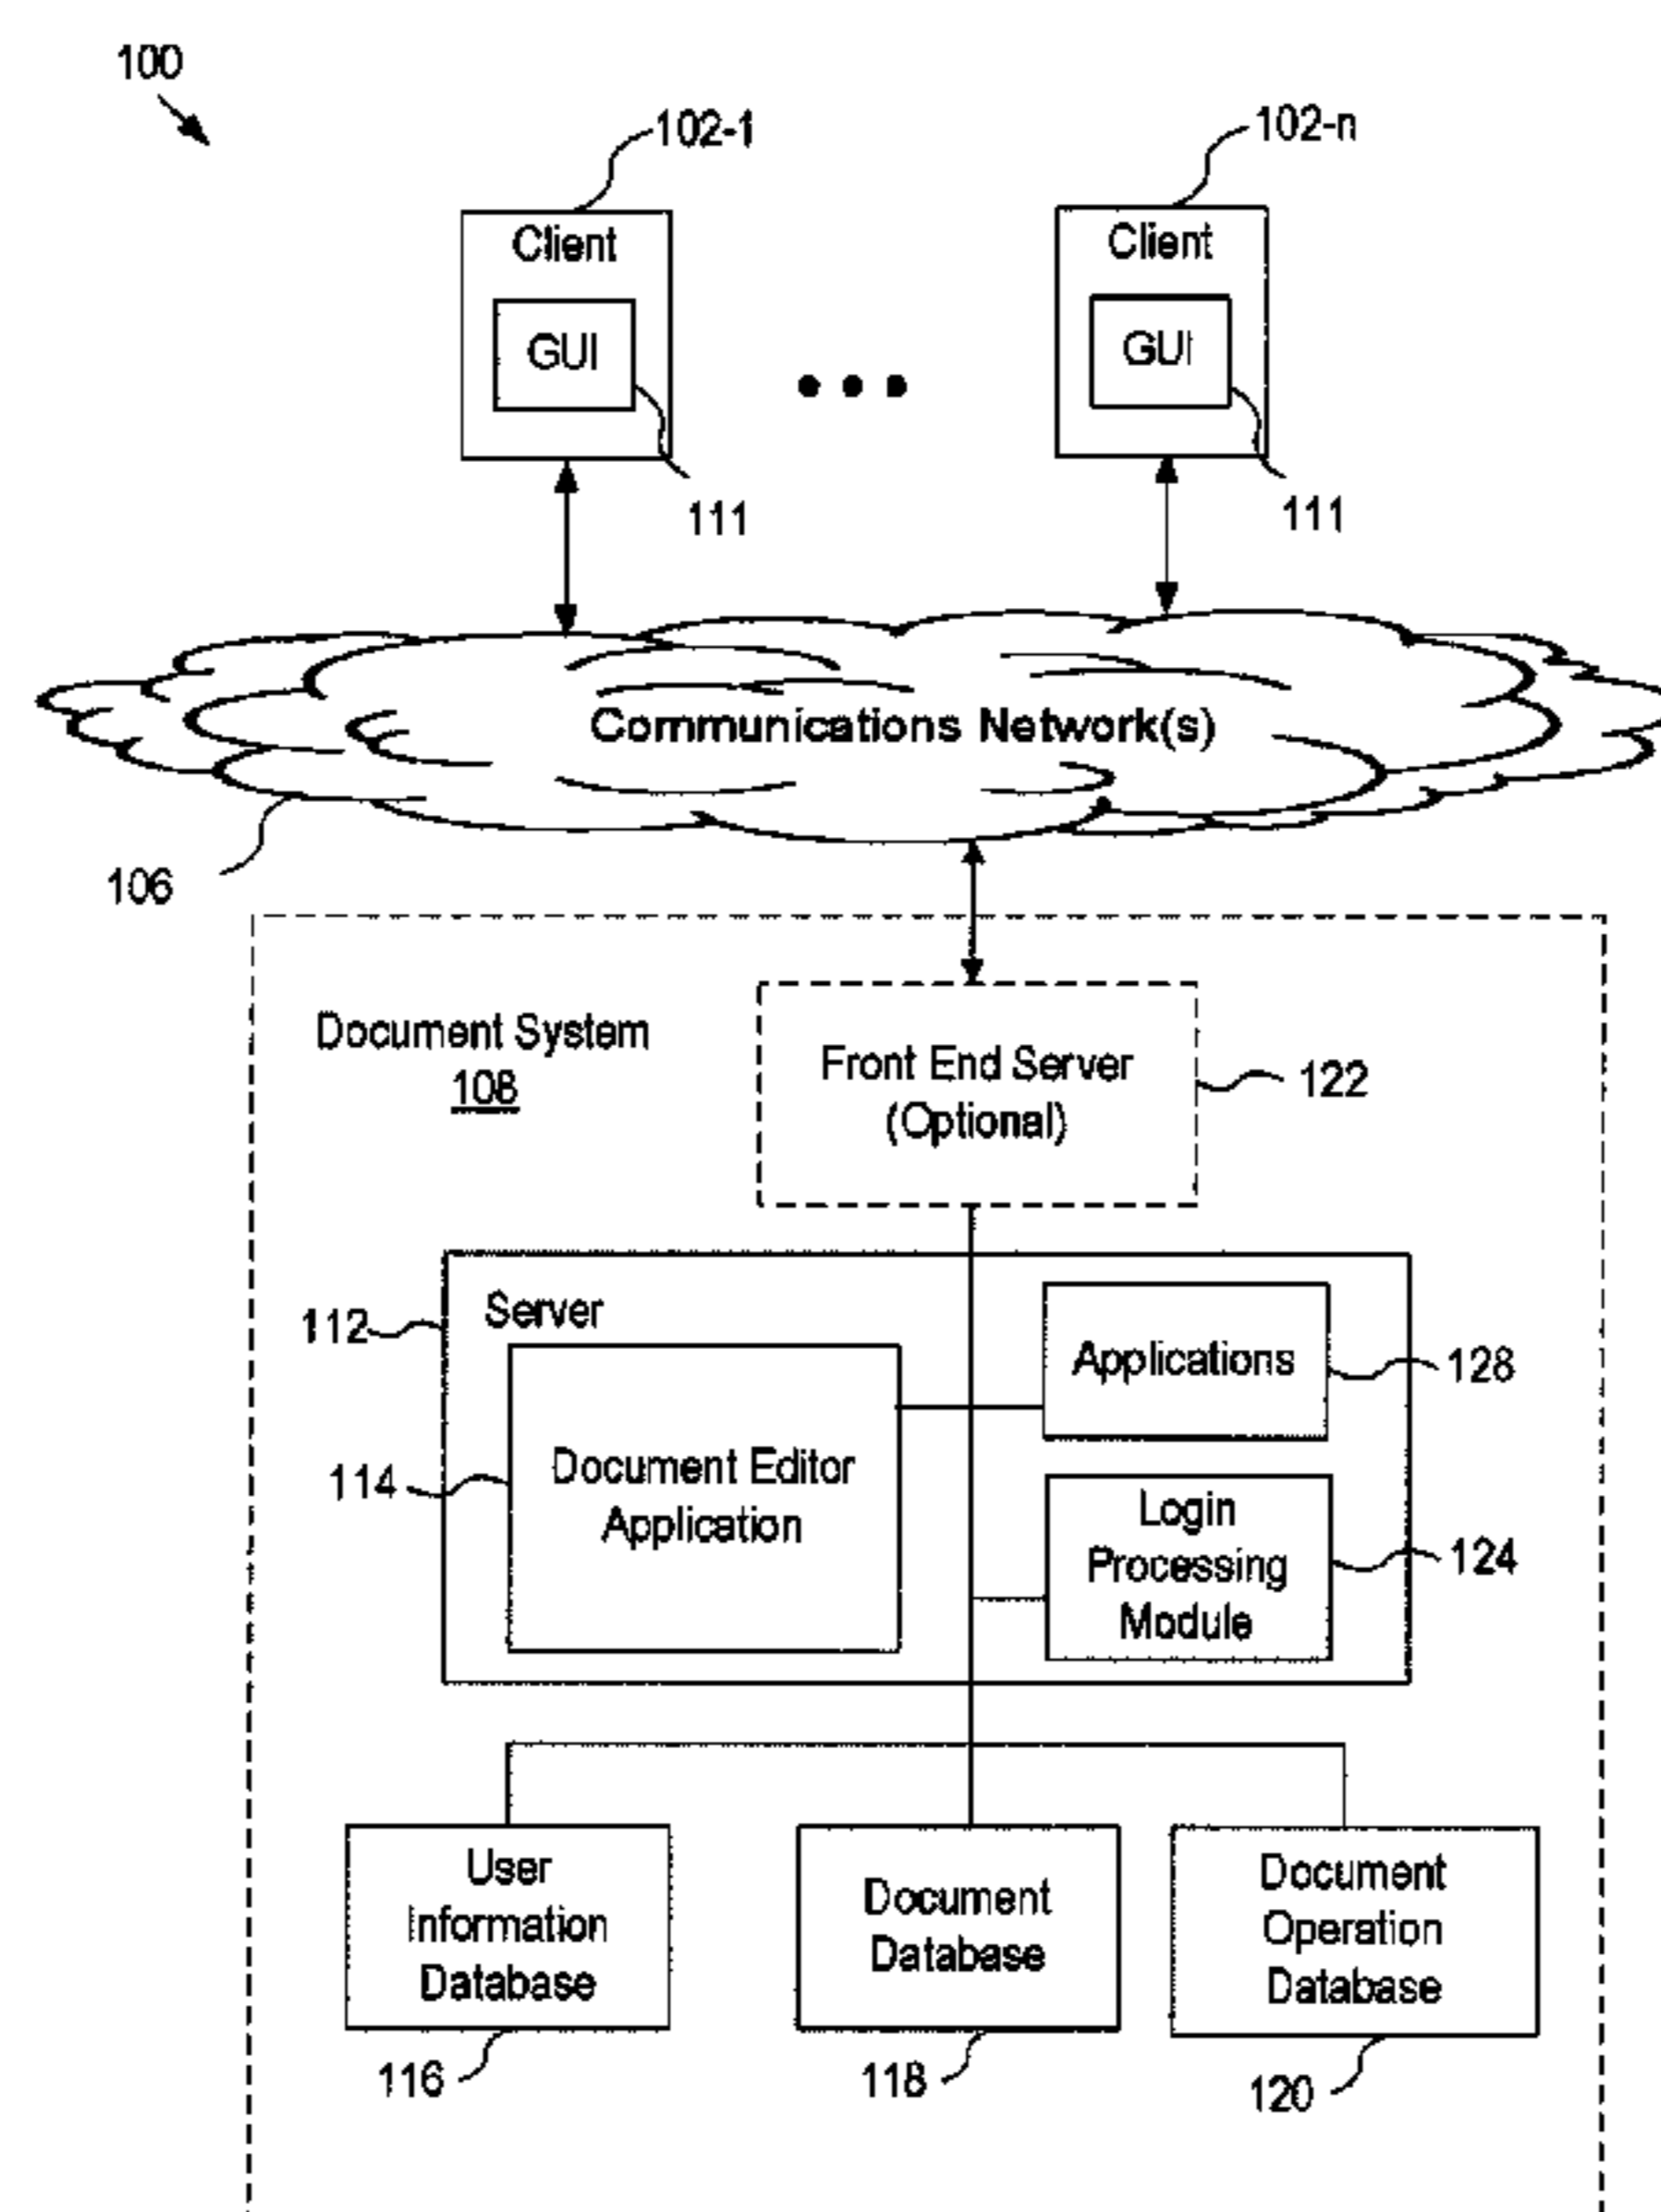 100
102-1
102-n
Client
Client
GUI
GUI
111
111
Communications Network(s)
106
Document System
108
Front End Server
(Optional)
122
112
Server
Applications
128
114
Document Editor
Application
Login
Processing
Module
124
User
Information
Database
Document
Database
Document
Operation
Database
116
118
120